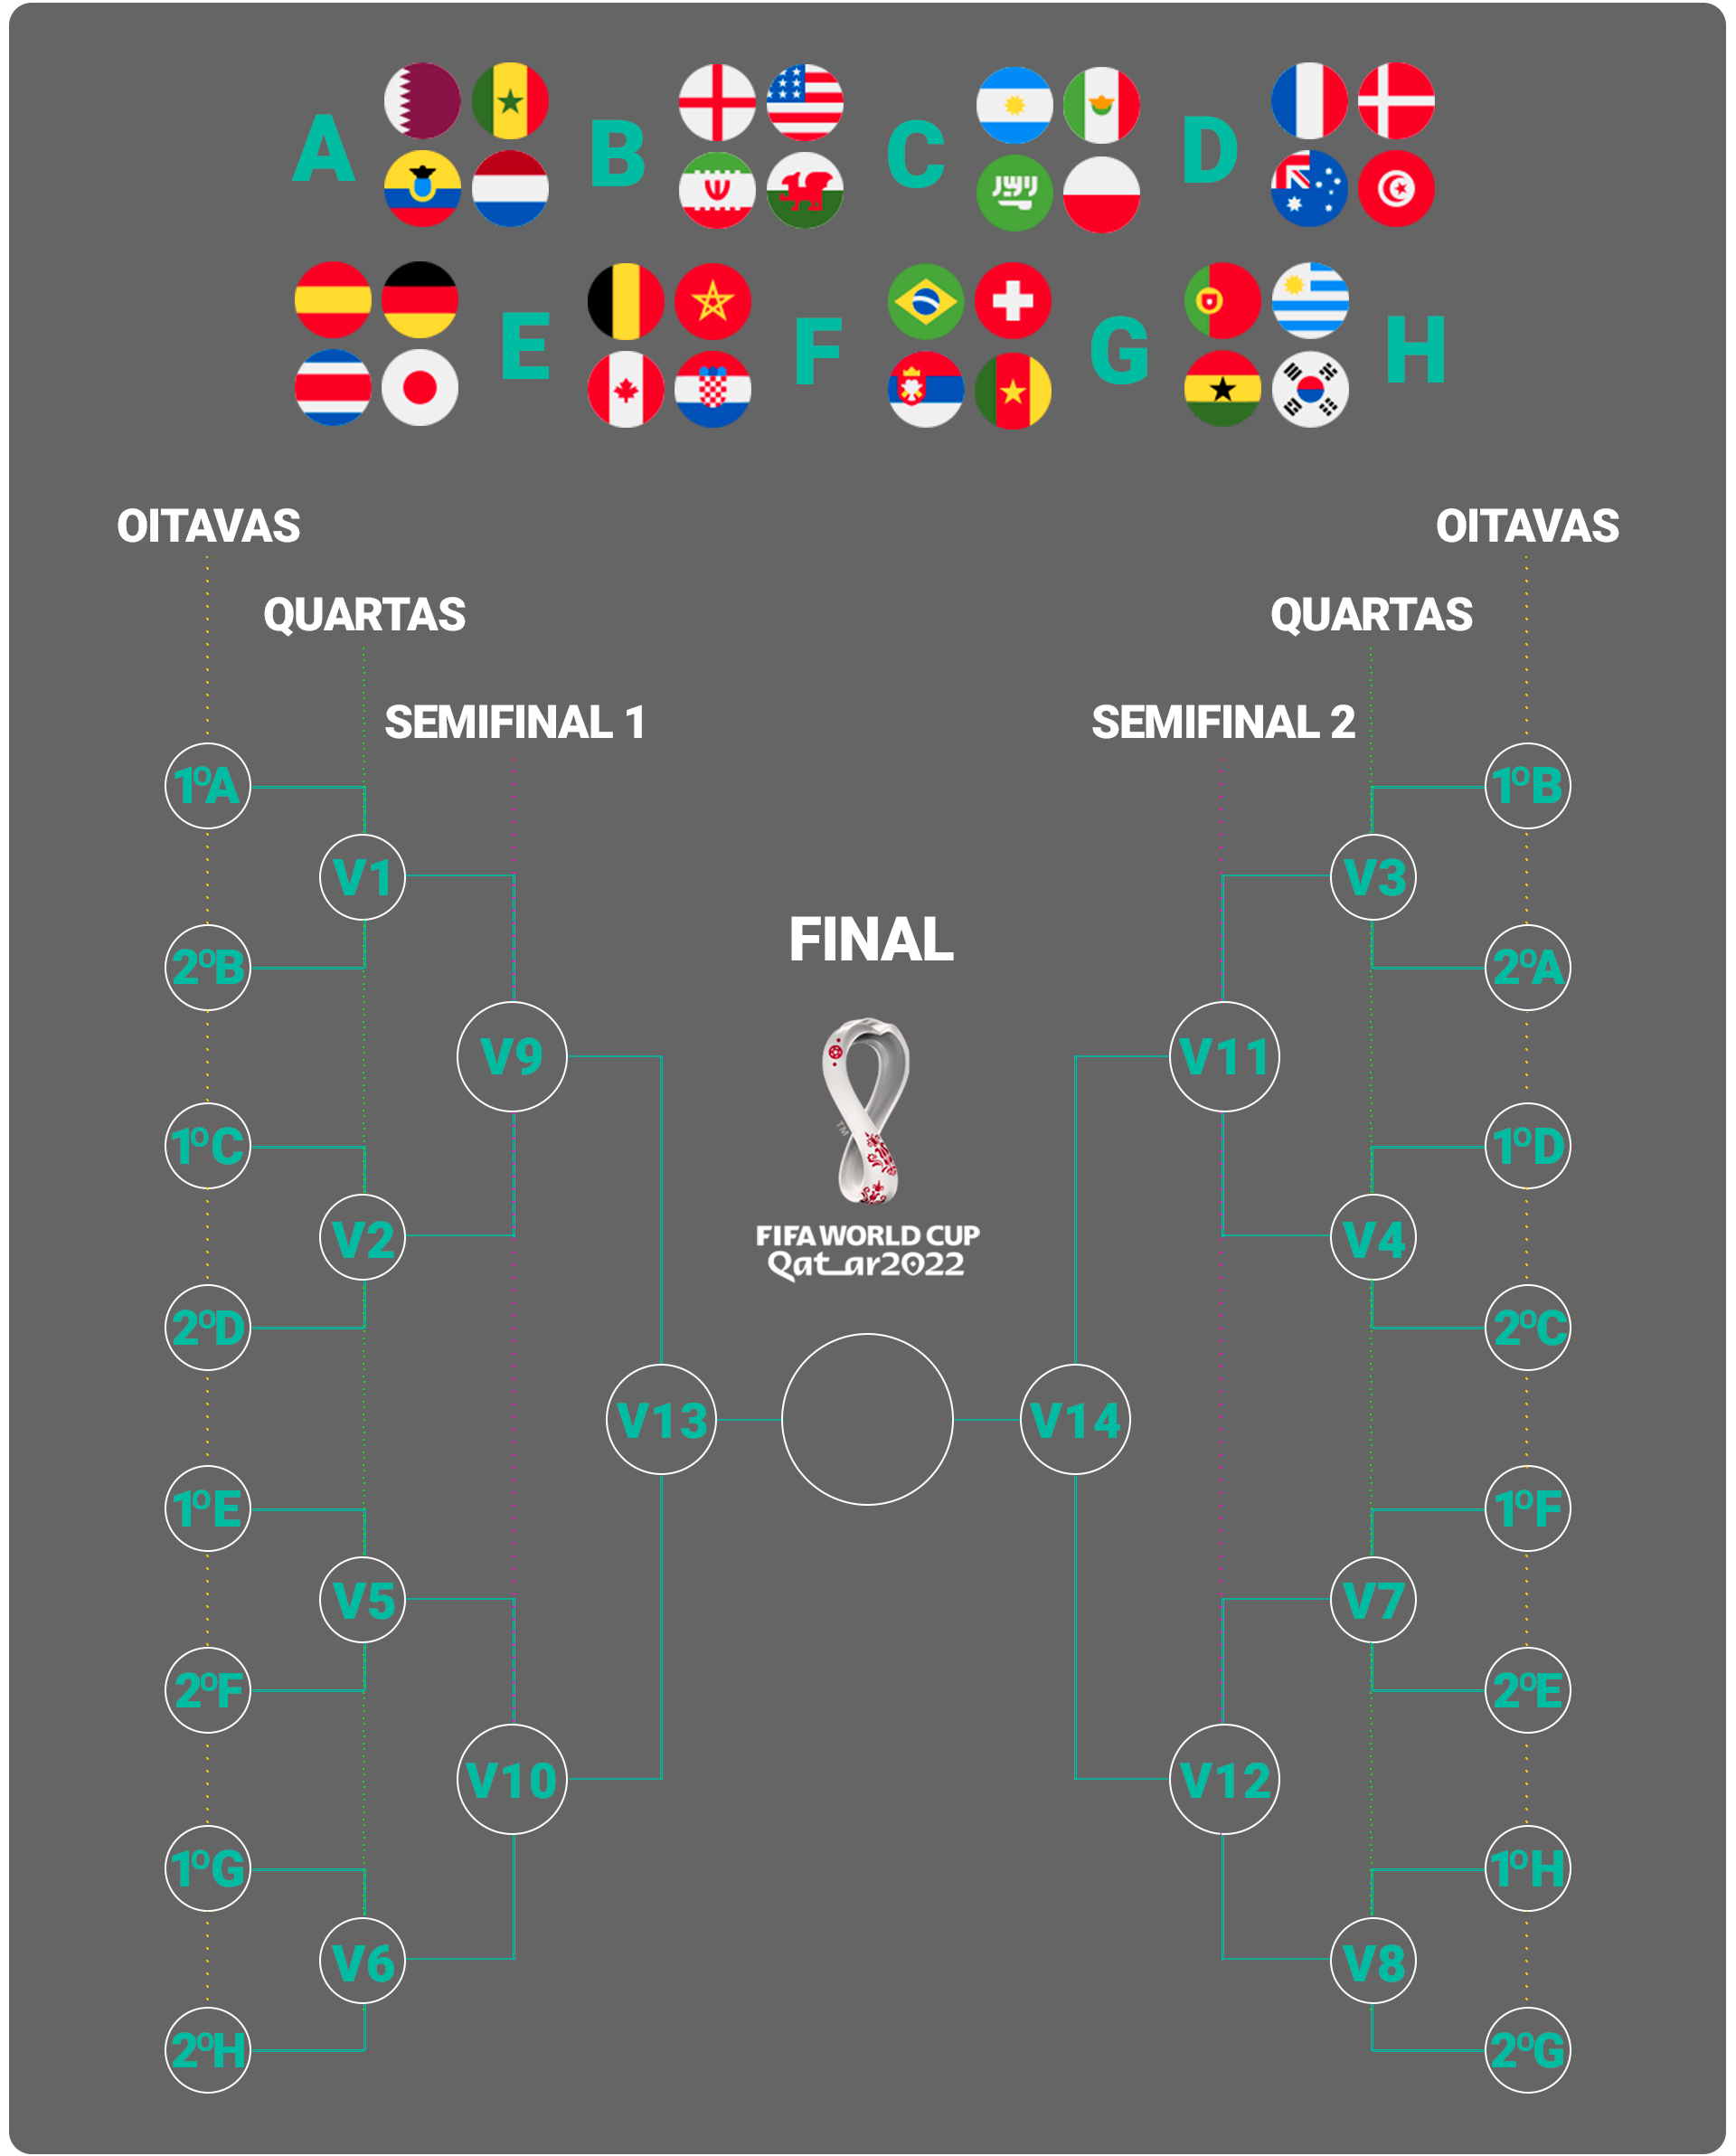 A
B
C
D
E
F
G
H
OITAVAS
OITAVAS
QUARTAS
QUARTAS
SEMIFINAL 1
SEMIFINAL 2
1ºA
1ºB
V1
V3
FINAL
2ºB
2ºA
V9
V11
TM
1ºC
1ºD
V2
V4
FIFA WORLD CUP
Qatar2022
2ºD
2ºC
V13
V14
1ºE
1ºF
V5
V7
2ºF
2ºE
V10
V12
1ºG
1ºH
V6
V8
2ºH
2ºG